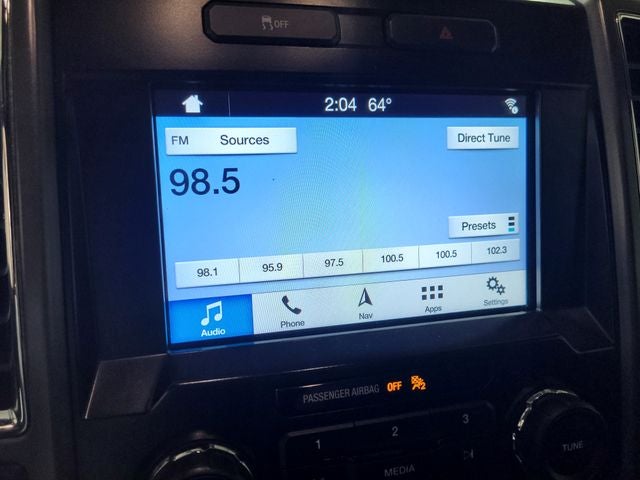 OFF
2:04 64°
FM Sources Direct Tune
98.5
Presets
98.1 95.9 97.5 100.5 100.5 102.3
Audio Phone Nav Apps Settings
PASSENGER AIRBAG OFF 2
1 2 3
MEDIA TUNE